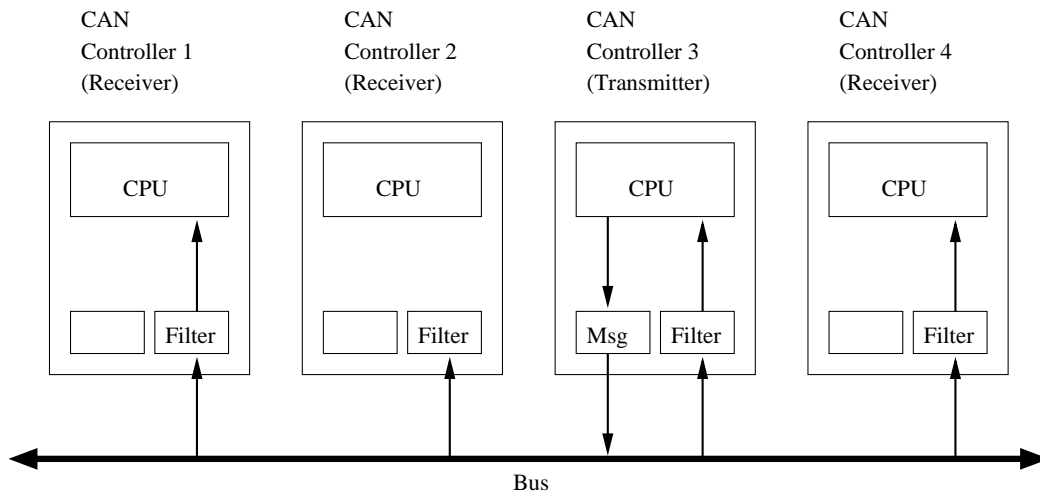 CAN
Controller 1
(Receiver)
CAN
Controller 2
(Receiver)
CAN
Controller 3
(Transmitter)
CAN
Controller 4
(Receiver)
CPU
CPU
CPU
CPU
Filter
Filter
Msg
Filter
Filter
Bus